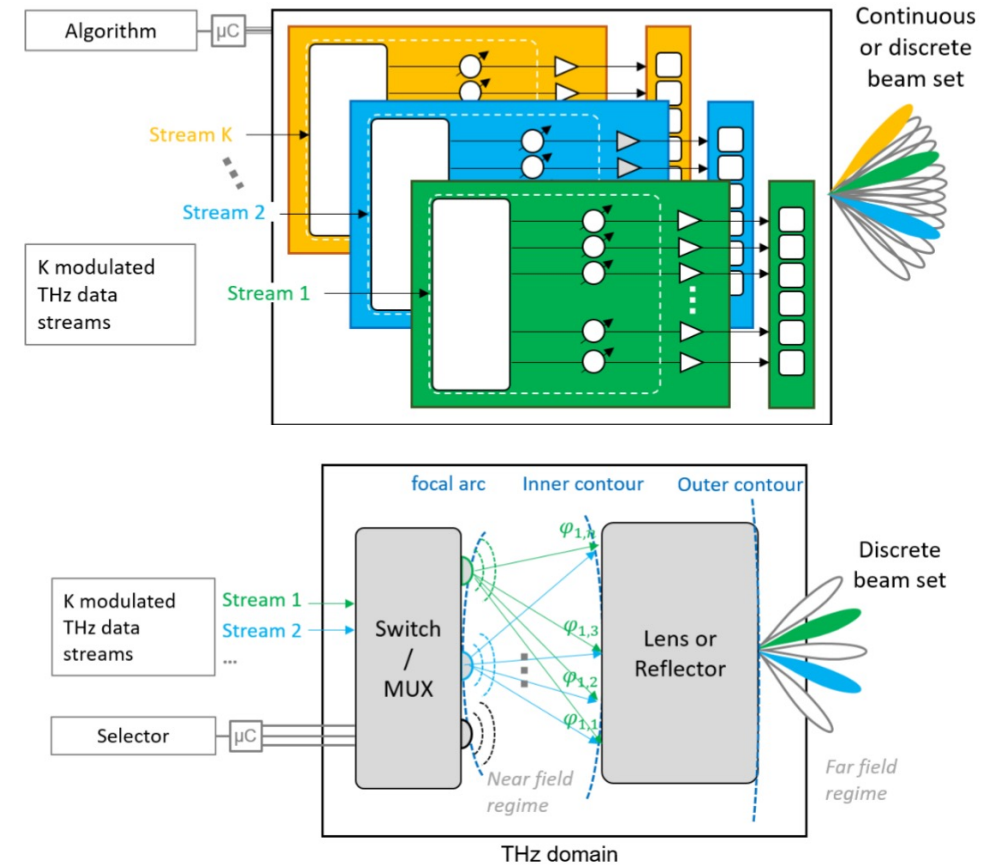 Algorithm
μC
Continuous
or discrete
beam set
Stream K
Stream 2
Stream 1
K modulated
THz data
streams
focal arc
Inner contour
Outer contour
φ1,n
φ1,3
φ1,2
φ1,1
K modulated
THz data
streams
Stream 1
Stream 2
...
Switch
/
MUX
Lens or
Reflector
Discrete
beam set
Selector
μC
Near field
regime
Far field
regime
THz domain